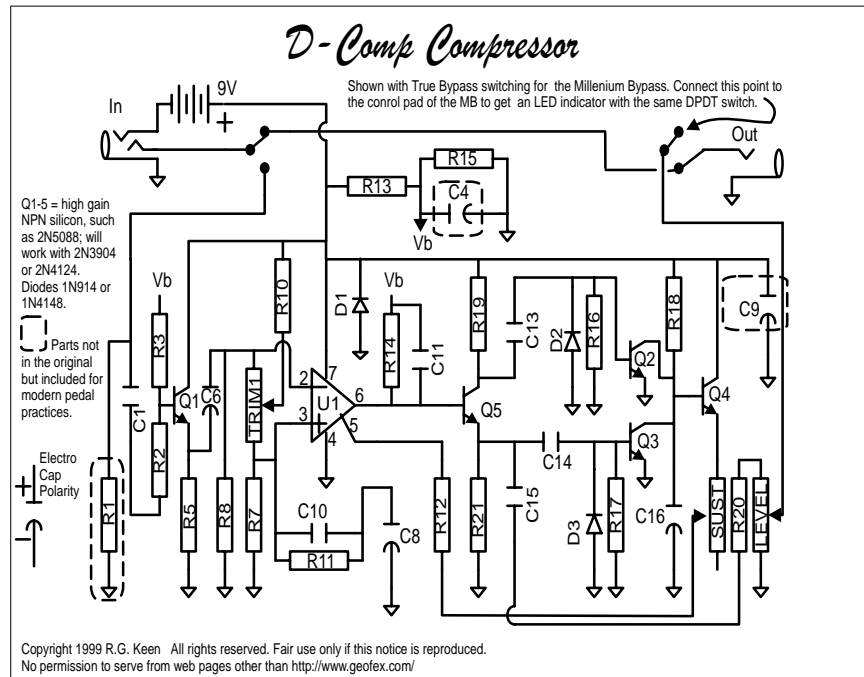 D-Comp Compressor
9V
In
Shown with True Bypass switching for the Millenium Bypass. Connect this point
to the conrol pad of the MB to get an LED indicator with the same DPDT switch.
Out
+
R15
R13
C4
Vb
Q1-5 = high gain
NPN silicon, such
as 2N5088; will
work with 2N3904
or 2N4124.
Diodes 1N914 or
1N4148.
Parts not
in the original
but included for
modern pedal
practices.
Vb
R3
R10
D1
Vb
R14
C11
R19
C13
D2
R16
R18
C9
C1
Q1
C6
TRIM1
2
7
U1
6
3
5
4
Q5
Q2
Q4
Q3
R2
C14
Electro
Cap
Polarity
+
−
R1
R5
R8
R7
C10
R11
C8
R12
R21
C15
D3
R17
C16
SUST
R20
LEVEL
Copyright 1999 R.G. Keen All rights reserved. Fair use only if this notice is reproduced.
No permission to serve from web pages other than http://www.geofex.com/